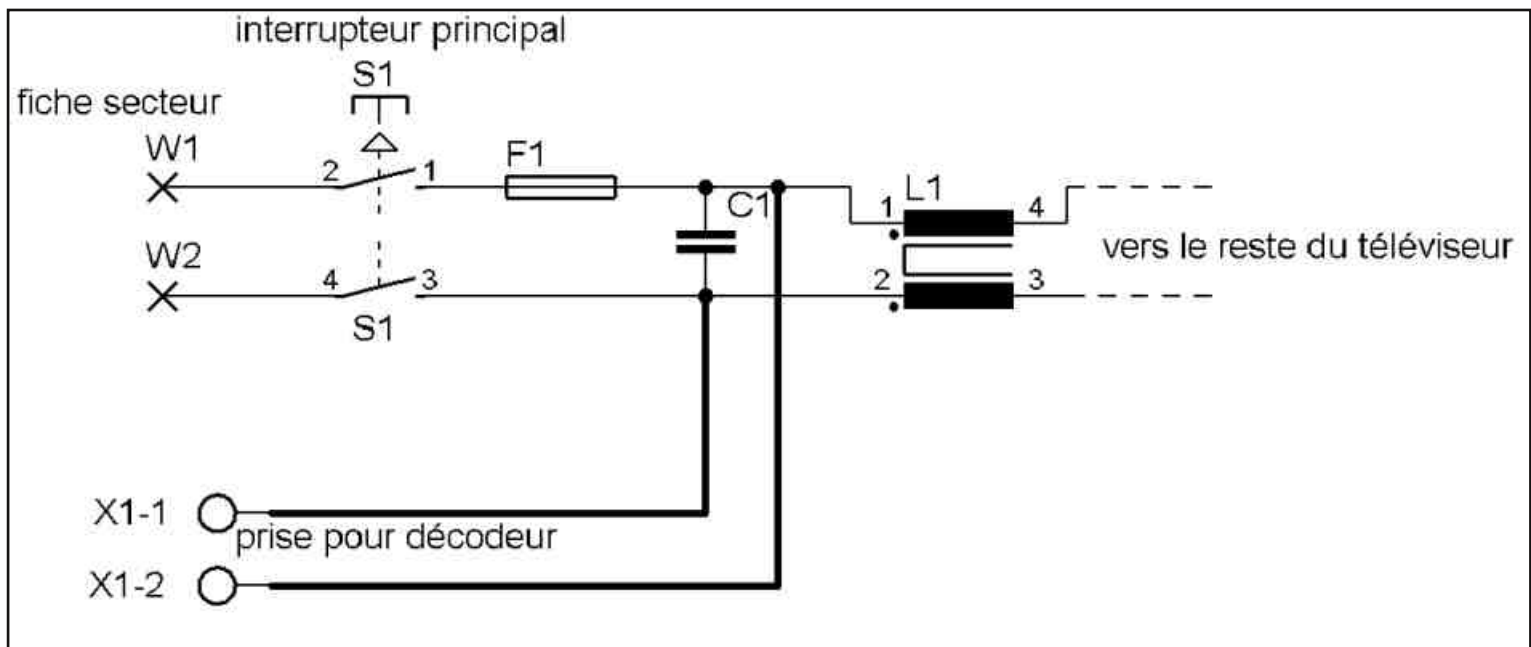 interrupteur principal
S1
fiche secteur
W1
2
1
F1
C1
1
L1
4
W2
vers le reste du téléviseur
4
3
2
3
S1
X1-1
prise pour décodeur
X1-2